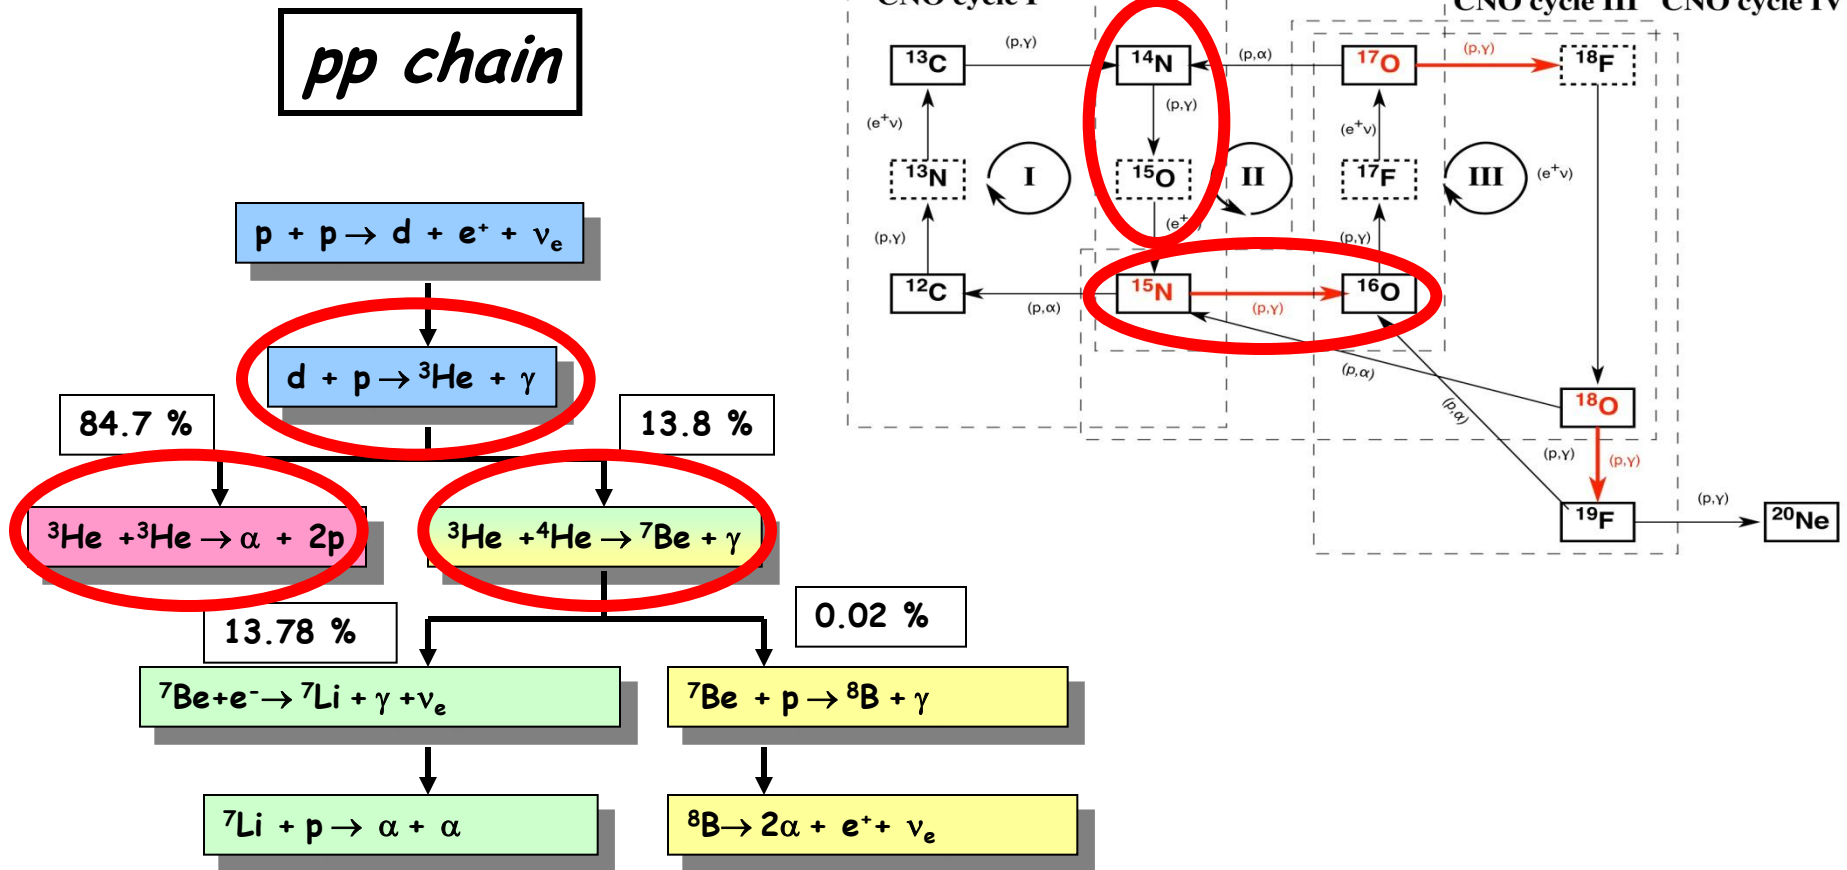 pp chain
p + p → d + e⁺ + νₑ
d + p → ³He + γ
84.7 %
13.8 %
³He +³He → α + 2p
³He +⁴He → ⁷Be + γ
13.78 %
0.02 %
⁷Be+e⁻→ ⁷Li + γ +νₑ
⁷Be + p → ⁸B + γ
⁷Li + p → α + α
⁸B→ 2α + e⁺+ νₑ
CNO cycle I
CNO cycle III
CNO cycle IV
¹³C
(p,γ)
¹⁴N
(p,α)
¹⁷O
(p,γ)
¹⁸F
(e⁺ν)
(p,γ)
(e⁺ν)
¹³N
I
¹⁵O
II
¹⁷F
III
(e⁺ν)
(p,γ)
(p,γ)
¹²C
(p,α)
¹⁵N
(p,γ)
¹⁶O
(p,α)
(p,α)
¹⁸O
(p,γ)
(p,γ)
¹⁹F
(p,γ)
²⁰Ne